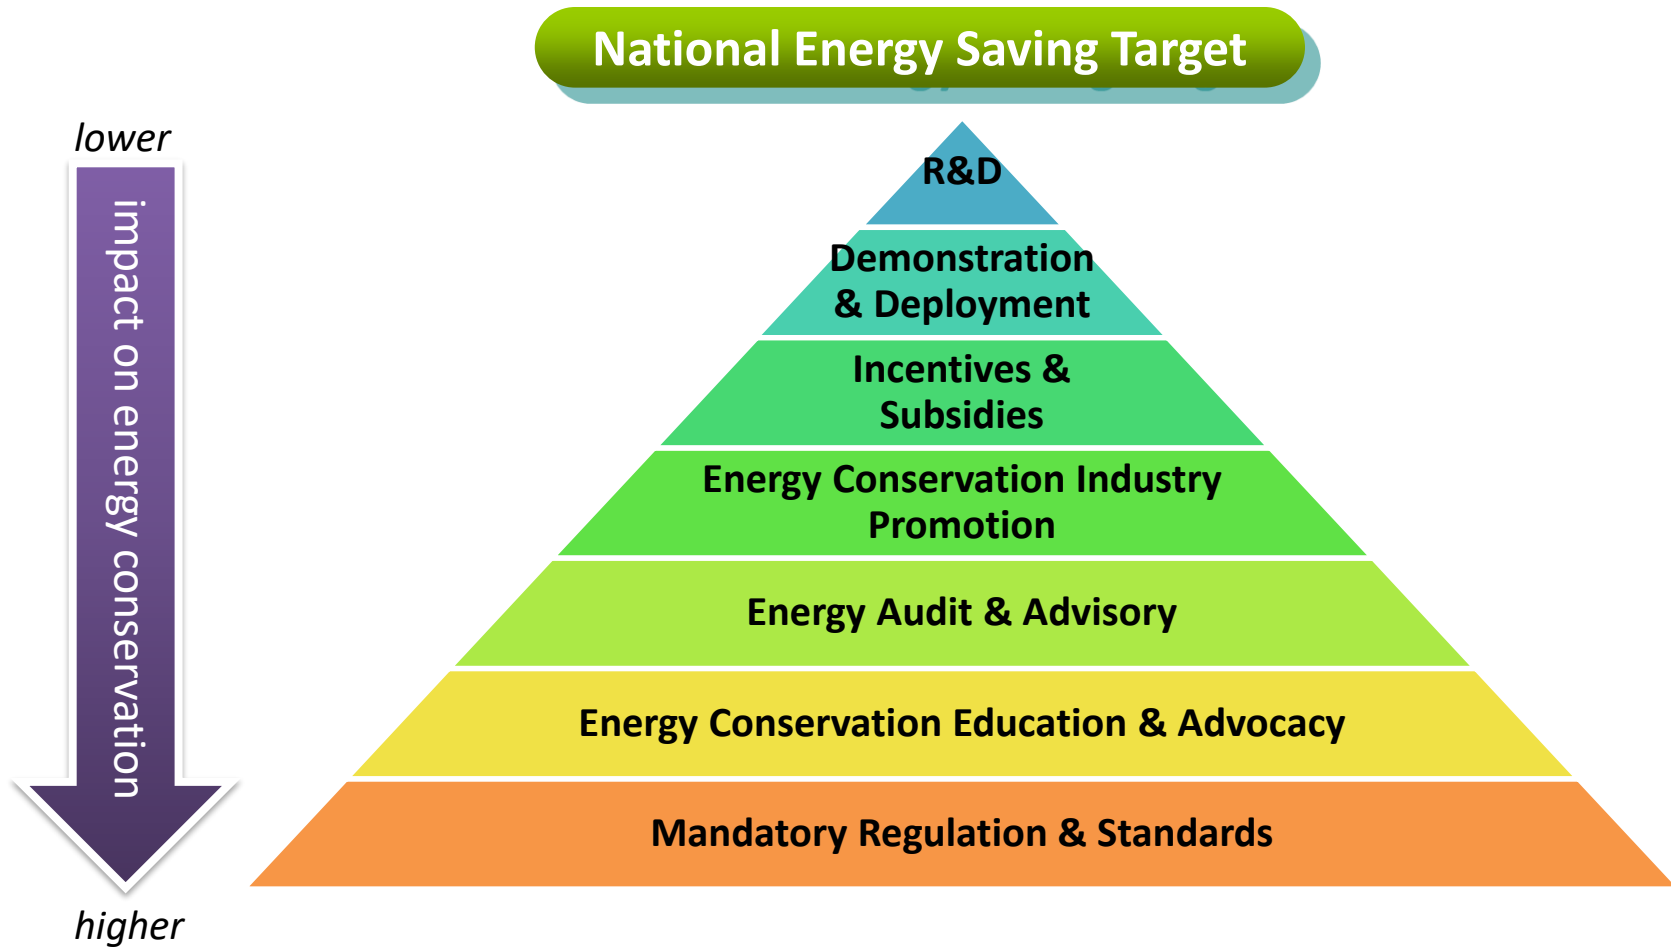 National Energy Saving Target
lower
impact on energy conservation
higher
R&D
Demonstration
& Deployment
Incentives &
Subsidies
Energy Conservation Industry
Promotion
Energy Audit & Advisory
Energy Conservation Education & Advocacy
Mandatory Regulation & Standards